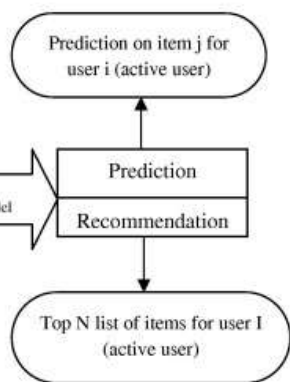 Prediction on item j for
user i (active user)
Prediction
Recommendation
Top N list of items for user I
(active user)